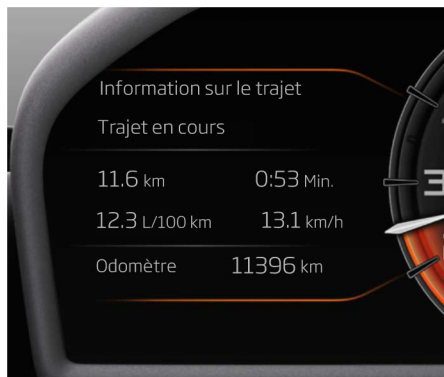 Information sur le trajet
Trajet en cours
11.6 km 0:53 Min.
12.3 L/100 km 13.1 km/h
Odomètre 11396 km
3